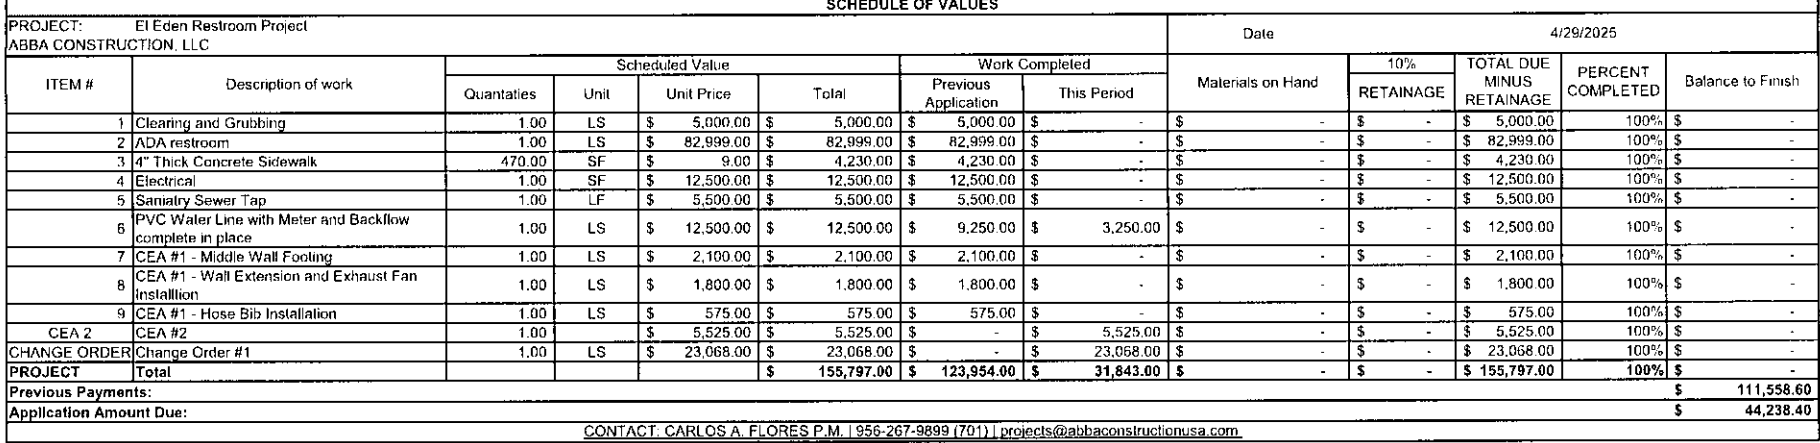 SCHEDULE OF VALUES
PROJECT: El Eden Restroom Project
ABBA CONSTRUCTION, LLC
Date 4/29/2025
ITEM # Description of work Scheduled Value Work Completed Materials on Hand 10% RETAINAGE TOTAL DUE MINUS RETAINAGE PERCENT COMPLETED Balance to Finish
Quantaties Unit Unit Price Total Previous Application This Period
1 Clearing and Grubbing 1.00 LS $ 5,000.00 $ 5,000.00 $ 5,000.00 $ - $ - $ - $ 5,000.00 100% $ -
2 ADA restroom 1.00 LS $ 82,999.00 $ 82,999.00 $ 82,999.00 $ - $ - $ - $ 82,999.00 100% $ -
3 4" Thick Concrete Sidewalk 470.00 SF $ 9.00 $ 4,230.00 $ 4,230.00 $ - $ - $ - $ 4,230.00 100% $ -
4 Electrical 1.00 SF $ 12,500.00 $ 12,500.00 $ 12,500.00 $ - $ - $ - $ 12,500.00 100% $ -
5 Saniatry Sewer Tap 1.00 LF $ 5,500.00 $ 5,500.00 $ 5,500.00 $ - $ - $ - $ 5,500.00 100% $ -
6 PVC Water Line with Meter and Backflow
complete in place 1.00 LS $ 12,500.00 $ 12,500.00 $ 9,250.00 $ 3,250.00 $ - $ - $ 12,500.00 100% $ -
7 CEA #1 - Middle Wall Footing 1.00 LS $ 2,100.00 $ 2,100.00 $ 2,100.00 $ - $ - $ - $ 2,100.00 100% $ -
8 CEA #1 - Wall Extension and Exhaust Fan
Installtion 1.00 LS $ 1,800.00 $ 1,800.00 $ 1,800.00 $ - $ - $ - $ 1,800.00 100% $ -
9 CEA #1 - Hose Bib Installation 1.00 LS $ 575.00 $ 575.00 $ 575.00 $ - $ - $ - $ 575.00 100% $ -
CEA 2 CEA #2 1.00 $ 5,525.00 $ 5,525.00 $ - $ 5,525.00 $ - $ - $ 5,525.00 100% $ -
CHANGE ORDER Change Order #1 1.00 LS $ 23,068.00 $ 23,068.00 $ - $ 23,068.00 $ - $ - $ 23,068.00 100% $ -
PROJECT Total $ 155,797.00 $ 123,954.00 $ 31,843.00 $ - $ - $ 155,797.00 100% $ -
Previous Payments: $ 111,558.60
Application Amount Due: $ 44,238.40
CONTACT: CARLOS A. FLORES P.M. | 956-267-9899 (701) | projects@abbaconstructionusa.com